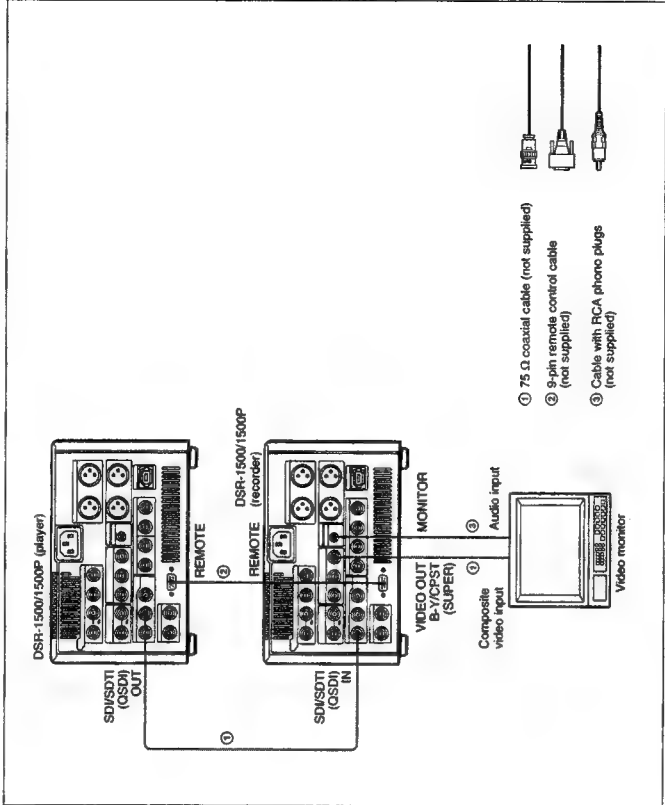 DSR-1500/1500P (player)
SDI/SDTI
(QSDI)
OUT
REMOTE
①
②
DSR-1500/1500P
(recorder)
REMOTE
SDI/SDTI
(QSDI)
IN
VIDEO OUT
B-Y/CPST
(SUPER)
MONITOR
①
③
Composite
video input
Audio input
Video monitor
① 75 Ω coaxial cable (not supplied)
② 9-pin remote control cable
(not supplied)
③ Cable with RCA phono plugs
(not supplied)